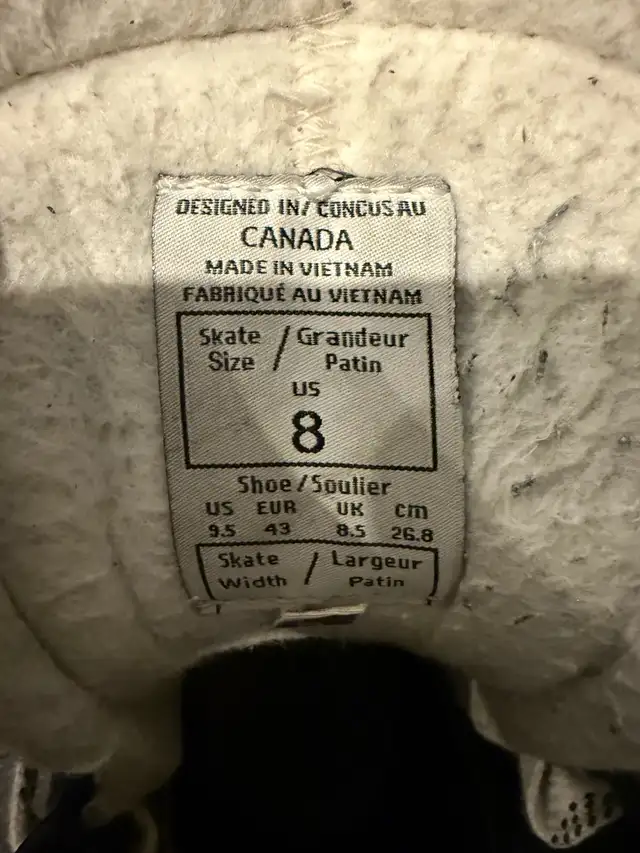 DESIGNED IN/ CONCUS AU
CANADA
MADE IN VIETNAM
FABRIQUÉ AU VIETNAM
Skate Size / Grandeur Patin
US
8
Shoe/Soulier
US EUR UK cm
9.5 43 8.5 26.8
Skate Width / Largeur Patin